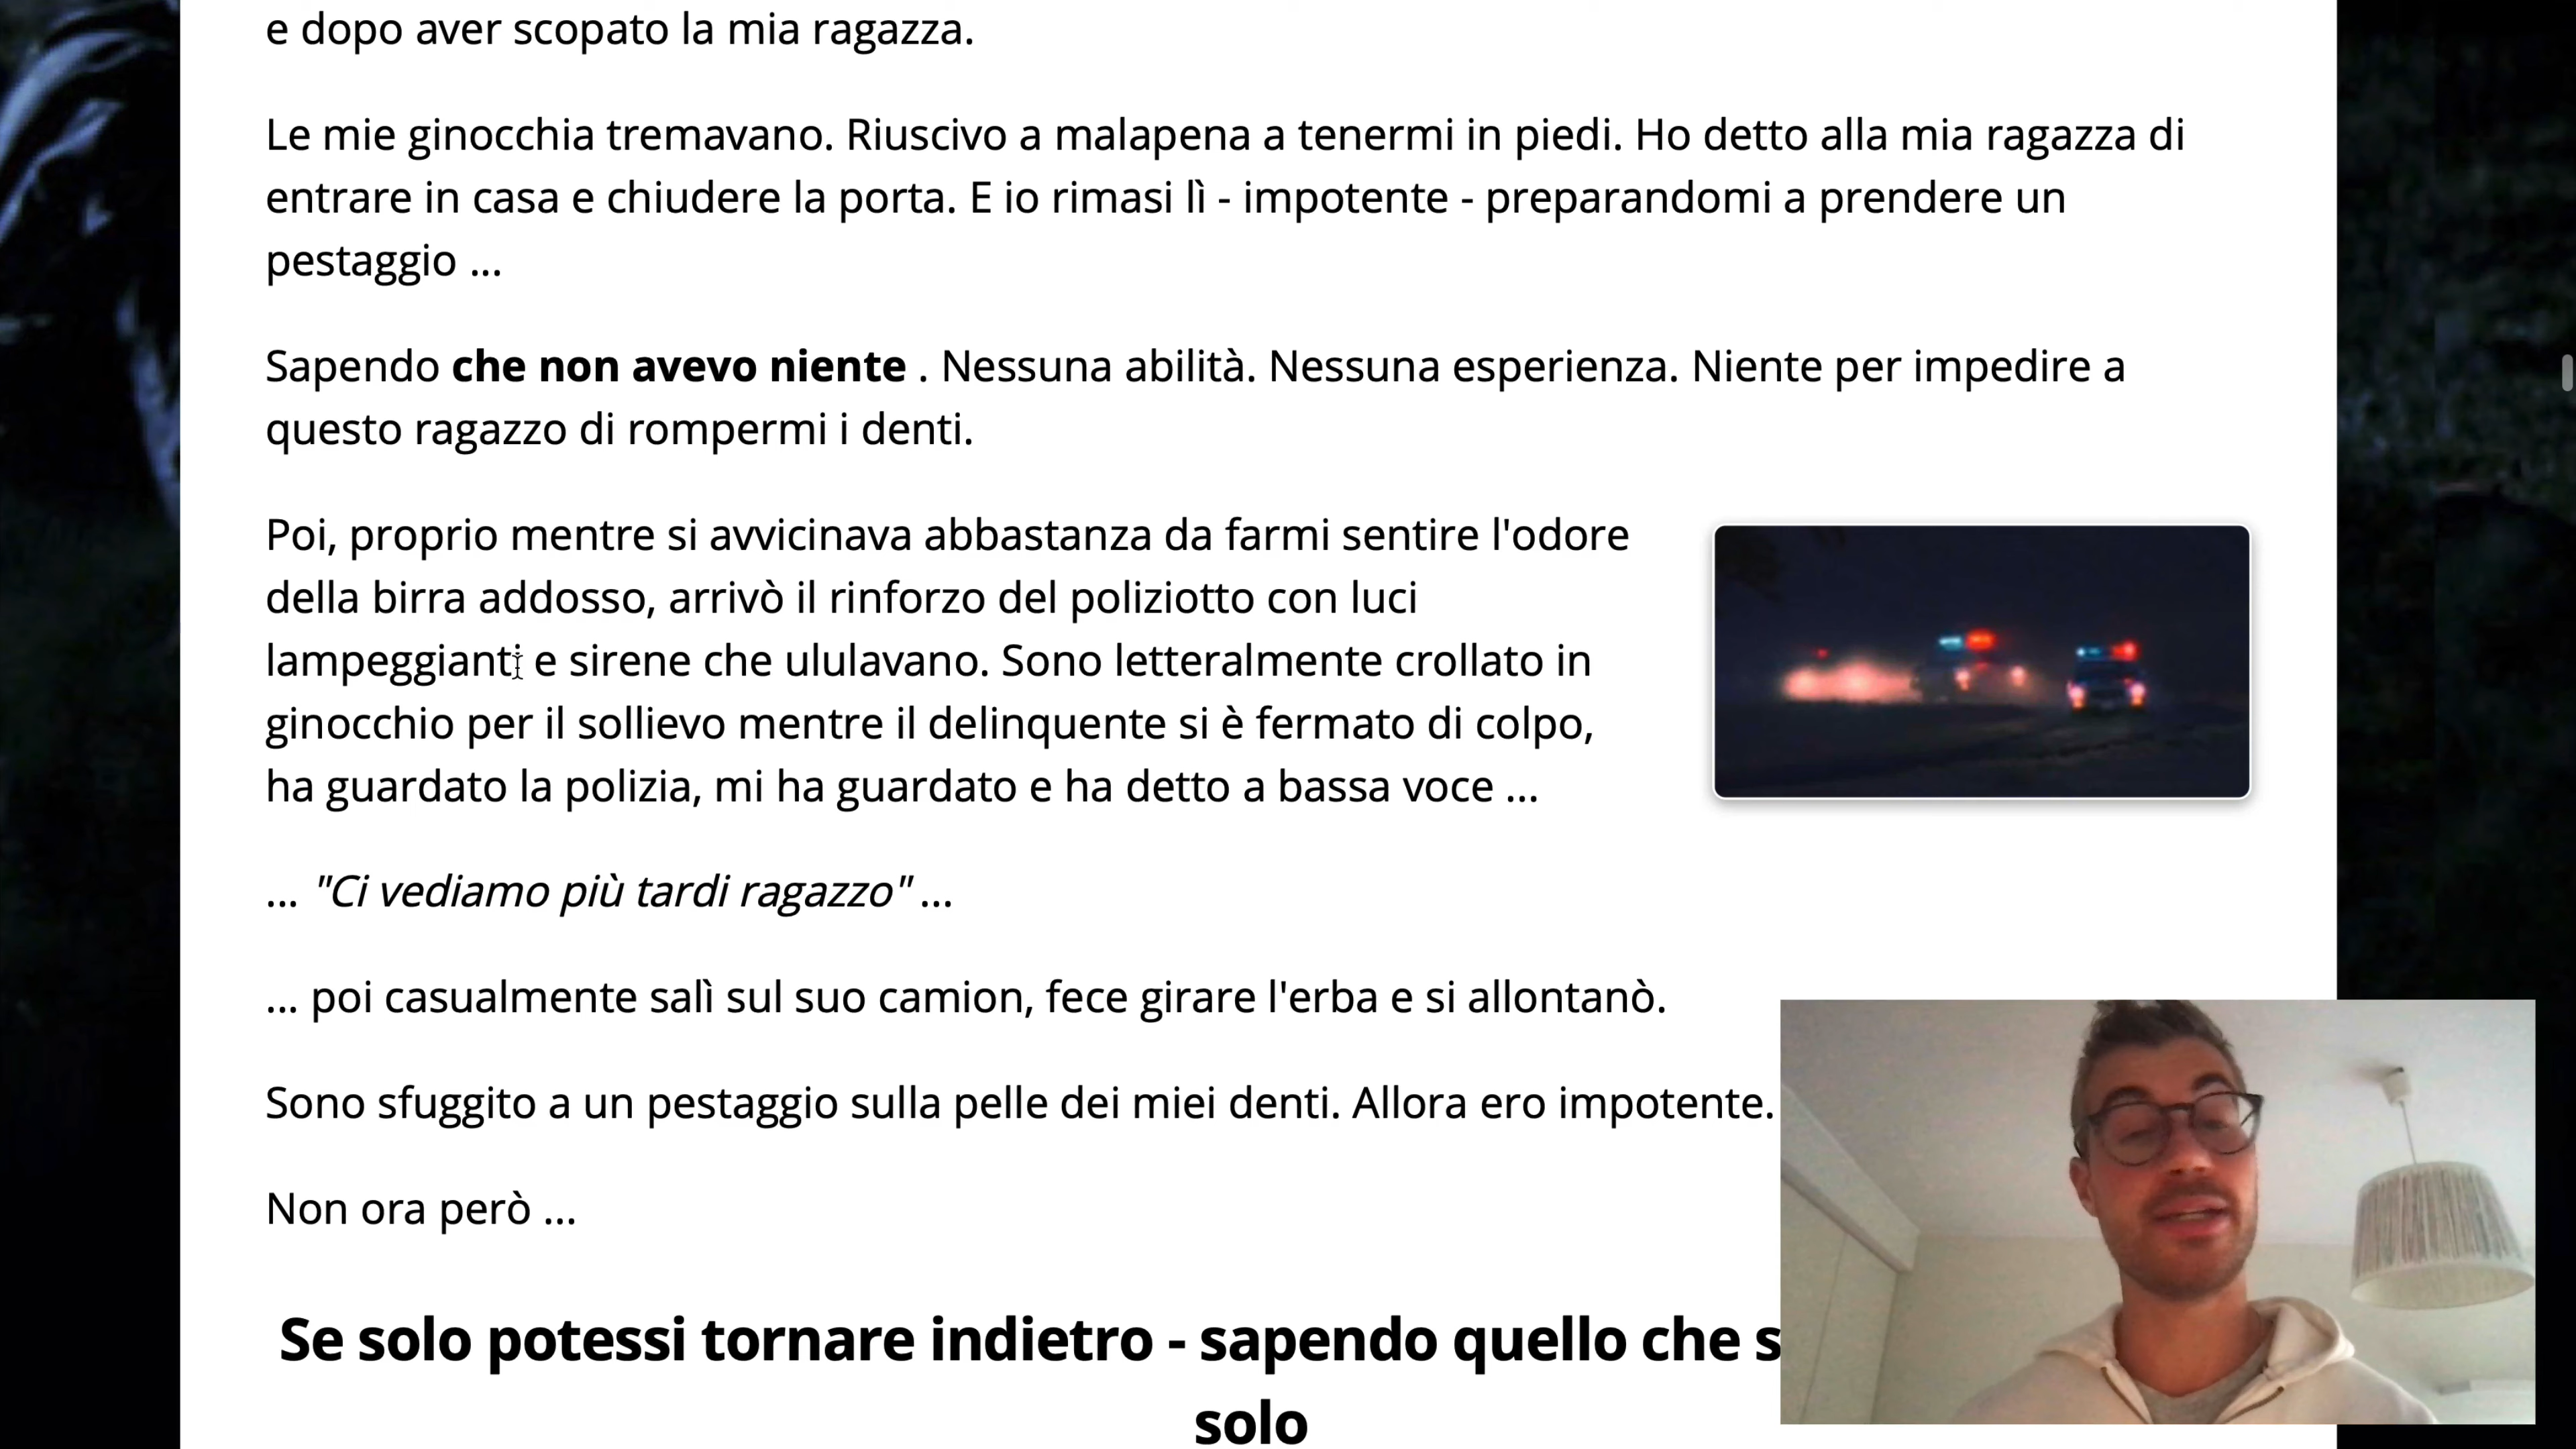 e dopo aver scopato la mia ragazza.
Le mie ginocchia tremavano. Riuscivo a malapena a tenermi in piedi. Ho detto alla mia ragazza di
entrare in casa e chiudere la porta. E io rimasi lì - impotente - preparandomi a prendere un
pestaggio ...
Sapendo che non avevo niente . Nessuna abilità. Nessuna esperienza. Niente per impedire a
questo ragazzo di rompermi i denti.
Poi, proprio mentre si avvicinava abbastanza da farmi sentire l'odore
della birra addosso, arrivò il rinforzo del poliziotto con luci
lampeggianti e sirene che ululavano. Sono letteralmente crollato in
ginocchio per il sollievo mentre il delinquente si è fermato di colpo,
ha guardato la polizia, mi ha guardato e ha detto a bassa voce ...
... "Ci vediamo più tardi ragazzo" ...
... poi casualmente salì sul suo camion, fece girare l'erba e si allontanò.
Sono sfuggito a un pestaggio sulla pelle dei miei denti. Allora ero impotente.
Non ora però ...
Se solo potessi tornare indietro - sapendo quello che s
solo